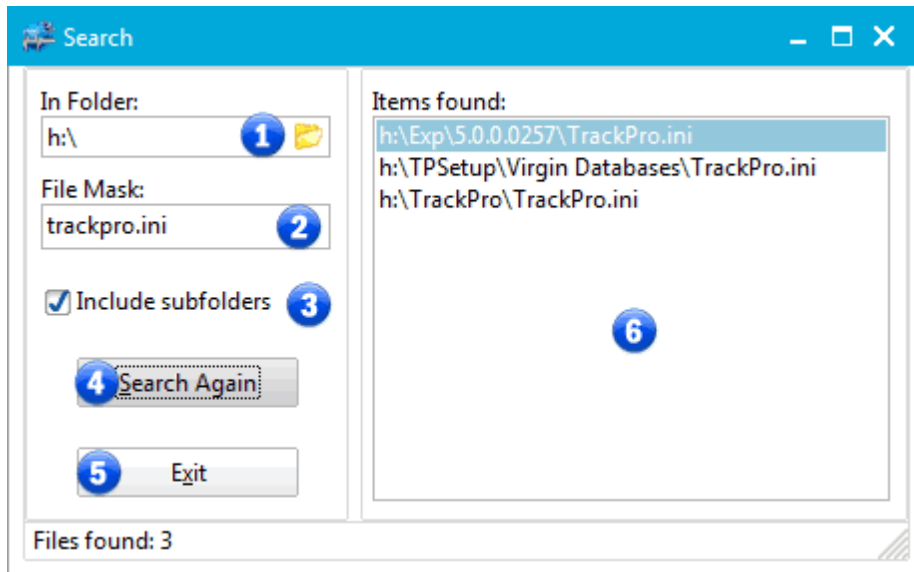 Search
In Folder:
h:\
1
File Mask:
trackpro.ini
2
Include subfolders
3
4
Search Again
5
Exit
Items found:
h:\Exp\5.0.0.0257\TrackPro.ini
h:\TPSetup\Virgin Databases\TrackPro.ini
h:\TrackPro\TrackPro.ini
6
Files found: 3